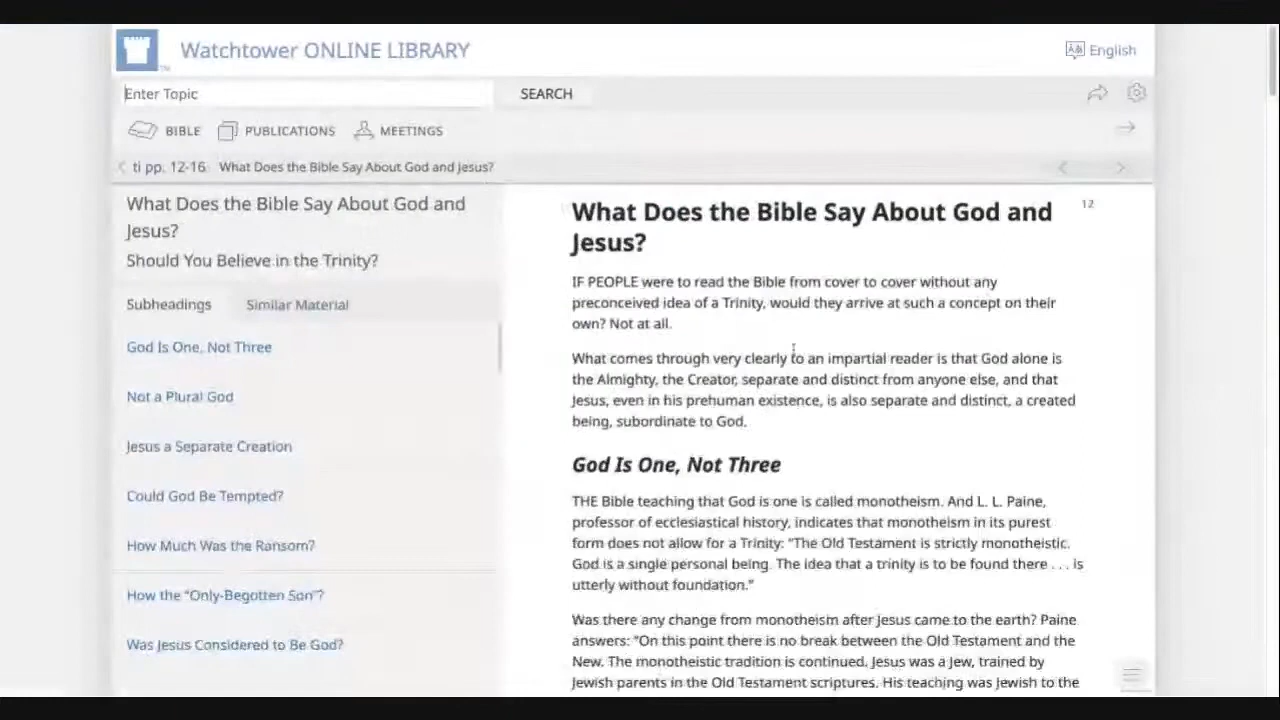 Watchtower ONLINE LIBRARY
English
Enter Topic
SEARCH
BIBLE
PUBLICATIONS
MEETINGS
ti pp. 12-16 What Does the Bible Say About God and Jesus?
What Does the Bible Say About God and
Jesus?
Should You Believe in the Trinity?
Subheadings
Similar Material
God Is One, Not Three
Not a Plural God
Jesus a Separate Creation
Could God Be Tempted?
How Much Was the Ransom?
How the “Only-Begotten Son”?
Was Jesus Considered to Be God?
What Does the Bible Say About God and
12
Jesus?
IF PEOPLE were to read the Bible from cover to cover without any
preconceived idea of a Trinity, would they arrive at such a concept on their
own? Not at all.
What comes through very clearly to an impartial reader is that God alone is
the Almighty, the Creator, separate and distinct from anyone else, and that
Jesus, even in his prehuman existence, is also separate and distinct, a created
being, subordinate to God.
God Is One, Not Three
THE Bible teaching that God is one is called monotheism. And L. L. Paine,
professor of ecclesiastical history, indicates that monotheism in its purest
form does not allow for a Trinity: “The Old Testament is strictly monotheistic.
God is a single personal being. The idea that a trinity is to be found there . . . is
utterly without foundation.”
Was there any change from monotheism after Jesus came to the earth? Paine
answers: “On this point there is no break between the Old Testament and the
New. The monotheistic tradition is continued. Jesus was a Jew, trained by
Jewish parents in the Old Testament scriptures. His teaching was Jewish to the